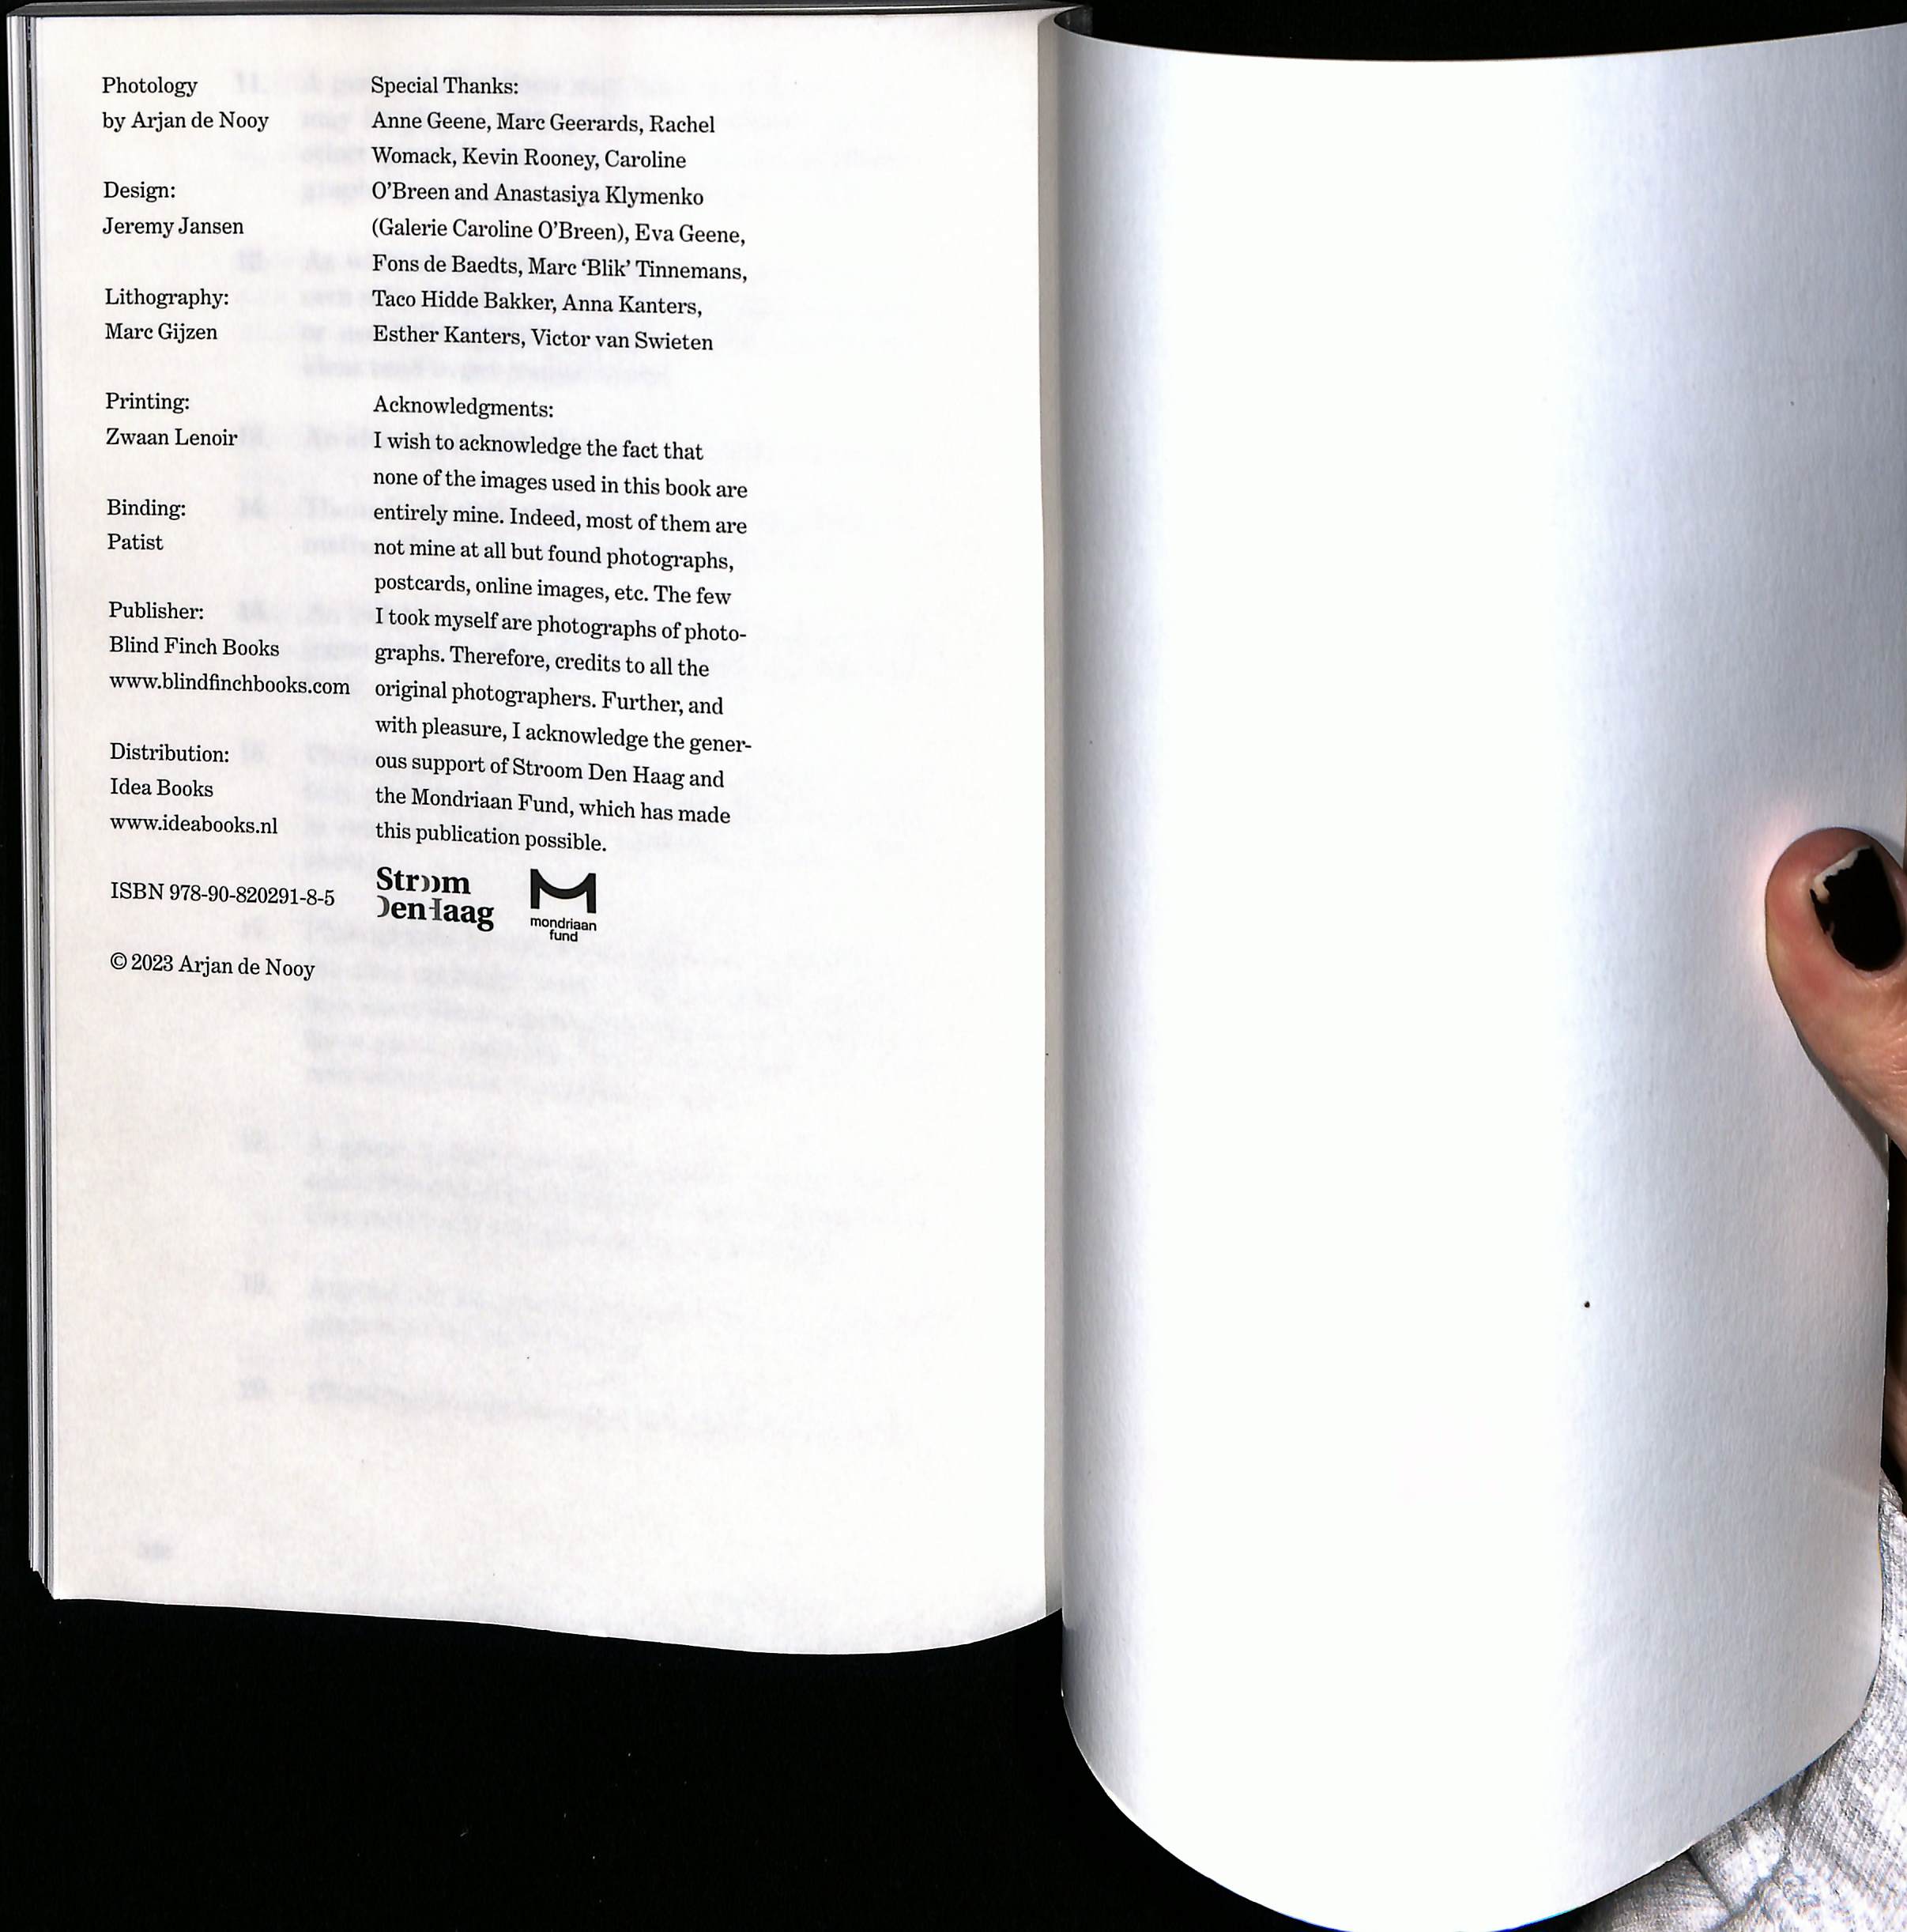 Photology
by Arjan de Nooy
Design:
Jeremy Jansen
Lithography:
Marc Gijzen
Printing:
Zwaan Lenoir
Binding:
Patist
Publisher:
Blind Finch Books
www.blindfinchbooks.com
Distribution:
Idea Books
www.ideabooks.nl
ISBN 978-90-820291-8-5
© 2023 Arjan de Nooy
Special Thanks:
Anne Geene, Marc Geerards, Rachel
Womack, Kevin Rooney, Caroline
O’Breen and Anastasiya Klymenko
(Galerie Caroline O’Breen), Eva Geene,
Fons de Baedts, Marc ‘Blik’ Tinnemans,
Taco Hidde Bakker, Anna Kanters,
Esther Kanters, Victor van Swieten
Acknowledgments:
I wish to acknowledge the fact that
none of the images used in this book are
entirely mine. Indeed, most of them are
not mine at all but found photographs,
postcards, online images, etc. The few
I took myself are photographs of photo-
graphs. Therefore, credits to all the
original photographers. Further, and
with pleasure, I acknowledge the gener-
ous support of Stroom Den Haag and
the Mondriaan Fund, which has made
this publication possible.
Stroom
Den Haag
mondriaan
fund